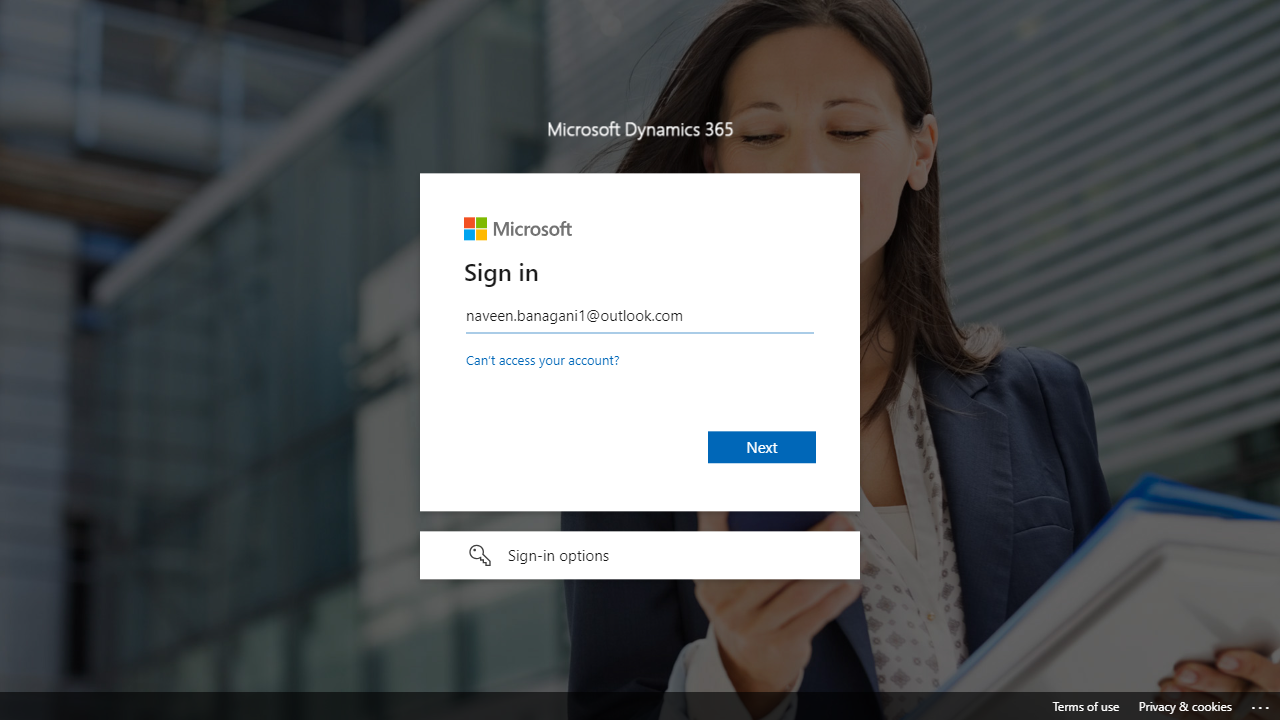 Microsoft Dynamics 365
Microsoft
Sign in
naveen.banagani1@outlook.com
Can't access your account?
Next
Sign-in options
Terms of use
Privacy & cookies
...